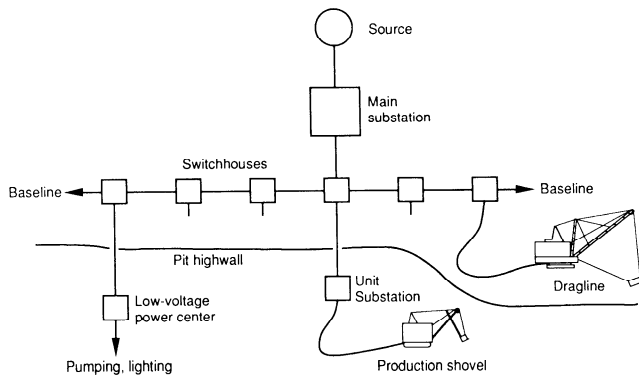 Source
Main
substation
Switchhouses
Baseline
Baseline
Pit highwall
Unit
Substation
Dragline
Low-voltage
power center
Pumping, lighting
Production shovel